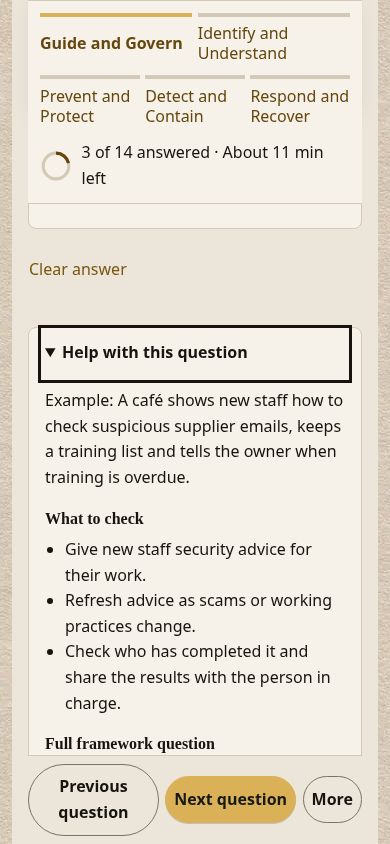 Guide and Govern
Identify and
Understand
Prevent and
Protect
Detect and
Contain
Respond and
Recover
3 of 14 answered · About 11 min
left
Clear answer
▼ Help with this question
Example: A café shows new staff how to
check suspicious supplier emails, keeps
a training list and tells the owner when
training is overdue.
What to check
• Give new staff security advice for
their work.
• Refresh advice as scams or working
practices change.
• Check who has completed it and
share the results with the person in
charge.
Full framework question
Previous
question
Next question
More